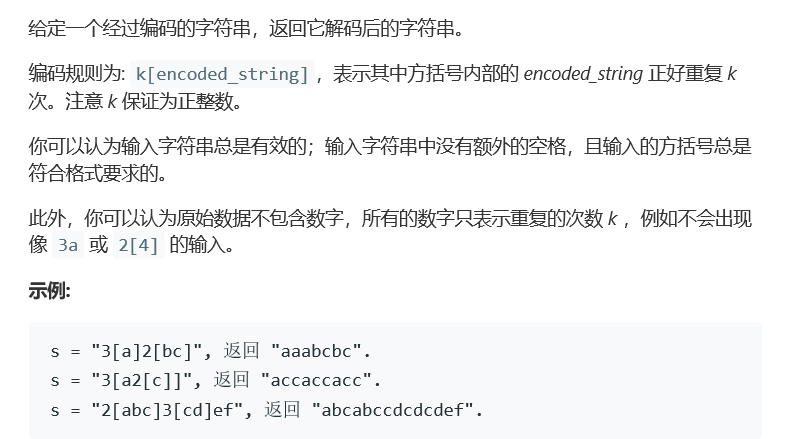 给定一个经过编码的字符串，返回它解码后的字符串。
编码规则为: k[encoded_string]，表示其中方括号内部的 encoded_string 正好重复 k
次。注意 k 保证为正整数。
你可以认为输入字符串总是有效的；输入字符串中没有额外的空格，且输入的方括号总是
符合格式要求的。
此外，你可以认为原始数据不包含数字，所有的数字只表示重复的次数 k ，例如不会出现
像 3a 或 2[4] 的输入。
示例:
s = "3[a]2[bc]", 返回 "aaabcbc".
s = "3[a2[c]]", 返回 "accaccacc".
s = "2[abc]3[cd]ef", 返回 "abcabccdcdcdef".